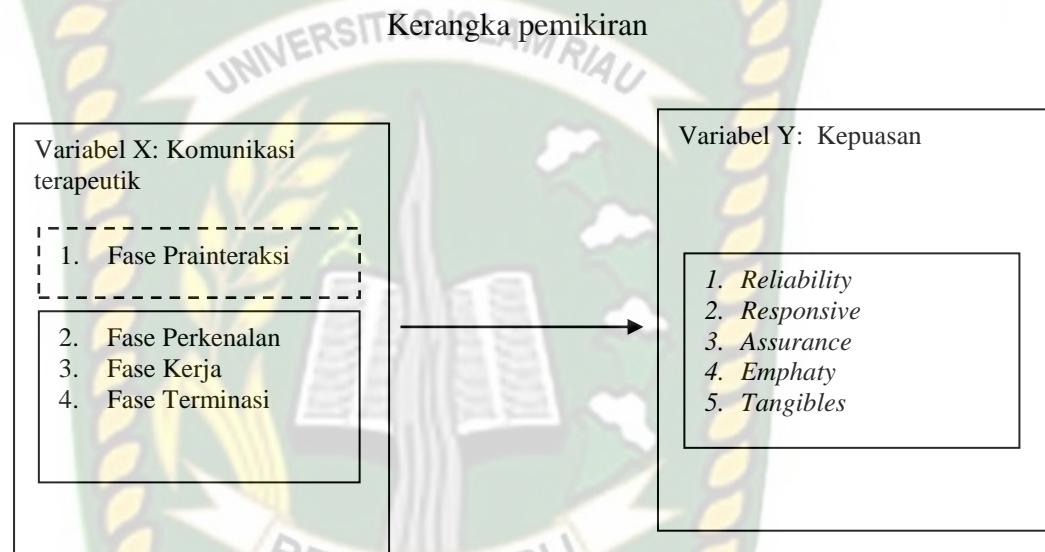 Kerangka pemikiran
UNIVERSITAS ISLAM RIAU
Variabel X: Komunikasi
terapeutik
1. Fase Prainteraksi
2. Fase Perkenalan
3. Fase Kerja
4. Fase Terminasi
Variabel Y: Kepuasan
1. Reliability
2. Responsive
3. Assurance
4. Emphaty
5. Tangibles